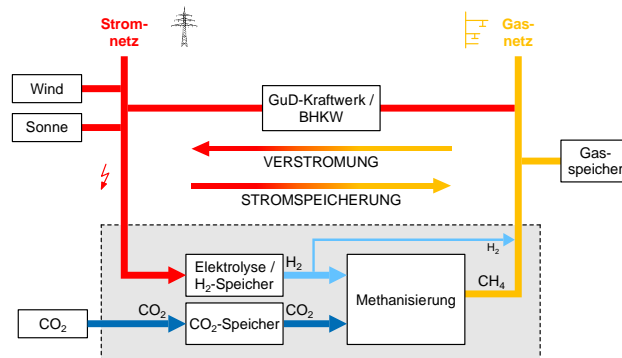 Strom-
netz
Gas-
netz
Wind
Sonne
GuD-Kraftwerk /
BHKW
VERSTROMUNG
STROMSPEICHERUNG
Gas-
speicher
Elektrolyse /
H₂-Speicher
H₂
H₂
Methanisierung
CH₄
CO₂
CO₂
CO₂-Speicher
CO₂